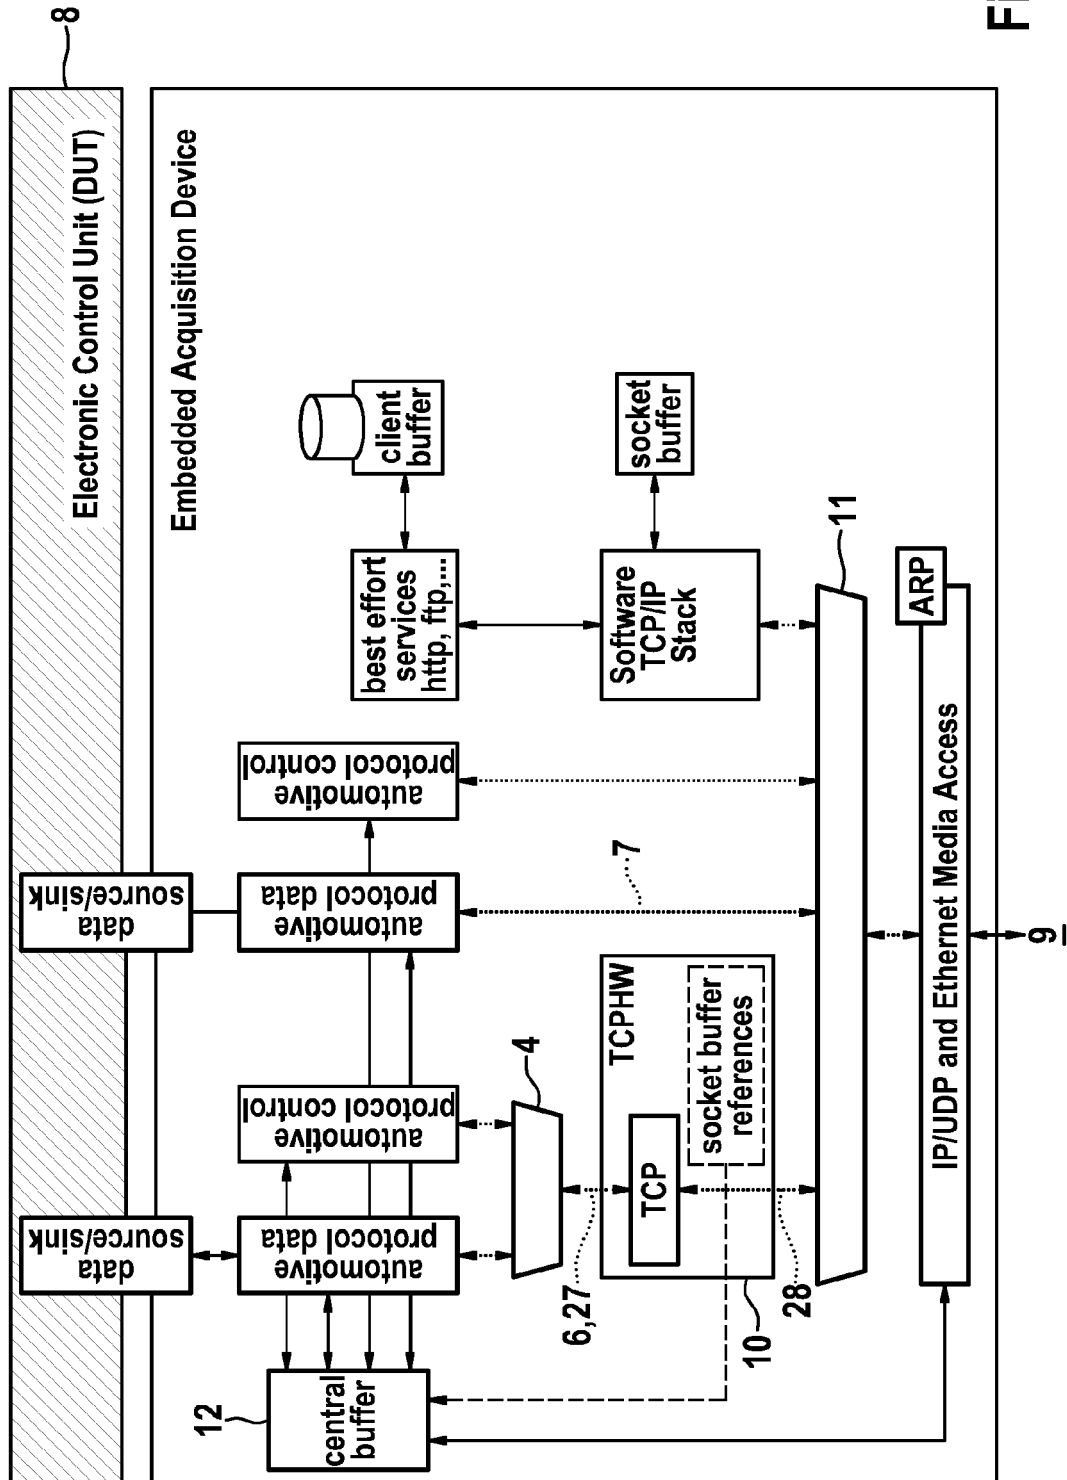 8
Electronic Control Unit (DUT)
Embedded Acquisition Device
data
source/sink
data
source/sink
12
central
buffer
automotive
protocol data
automotive
protocol control
automotive
protocol data
automotive
protocol control
best effort
services
http, ftp,...
client
buffer
4
6,27
7
10
TCPHW
TCP
socket buffer
references
28
Software
TCP/IP
Stack
socket
buffer
11
ARP
IP/UDP and Ethernet Media Access
9